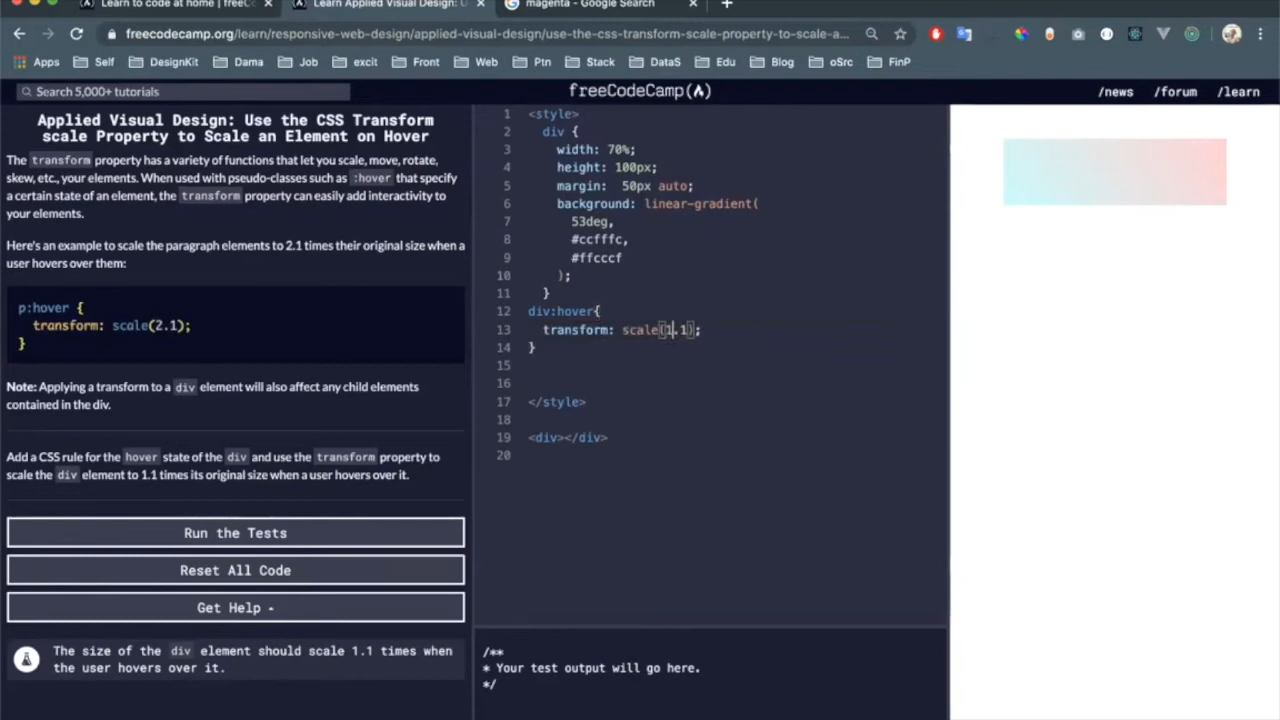 Learn to code at home | freeC
Learn Applied Visual Design: U
magenta - Google Search
freecodecamp.org/learn/responsive-web-design/applied-visual-design/use-the-css-transform-scale-property-to-scale-a...
Apps Self DesignKit Dama Job excit Front Web Ptn Stack DataS Edu Blog oSrc FinP
Search 5,000+ tutorials
freeCodeCamp
/news /forum /learn
Applied Visual Design: Use the CSS Transform
scale Property to Scale an Element on Hover
The transform property has a variety of functions that let you scale, move, rotate,
skew, etc., your elements. When used with pseudo-classes such as :hover that specify
a certain state of an element, the transform property can easily add interactivity to
your elements.
Here's an example to scale the paragraph elements to 2.1 times their original size when a
user hovers over them:
p:hover {
transform: scale(2.1);
}
Note: Applying a transform to a div element will also affect any child elements
contained in the div.
Add a CSS rule for the hover state of the div and use the transform property to
scale the div element to 1.1 times its original size when a user hovers over it.
Run the Tests
Reset All Code
Get Help -
The size of the div element should scale 1.1 times when
the user hovers over it.
1 <style>
2 div {
3 width: 70%;
4 height: 100px;
5 margin: 50px auto;
6 background: linear-gradient(
7 53deg,
8 #ccfffc,
9 #ffcccf
10 );
11 }
12 div:hover{
13 transform: scale(1.1);
14 }
15
16
17 </style>
18
19 <div></div>
20
/**
* Your test output will go here.
*/